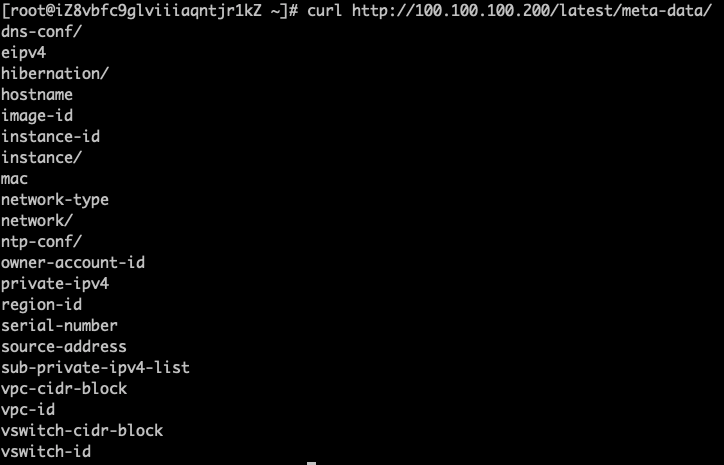 [root@iZ8vbfc9glviiiaqntjr1kZ ~]# curl http://100.100.100.200/latest/meta-data/
dns-conf/
eipv4
hibernation/
hostname
image-id
instance-id
instance/
mac
network-type
network/
ntp-conf/
owner-account-id
private-ipv4
region-id
serial-number
source-address
sub-private-ipv4-list
vpc-cidr-block
vpc-id
vswitch-cidr-block
vswitch-id